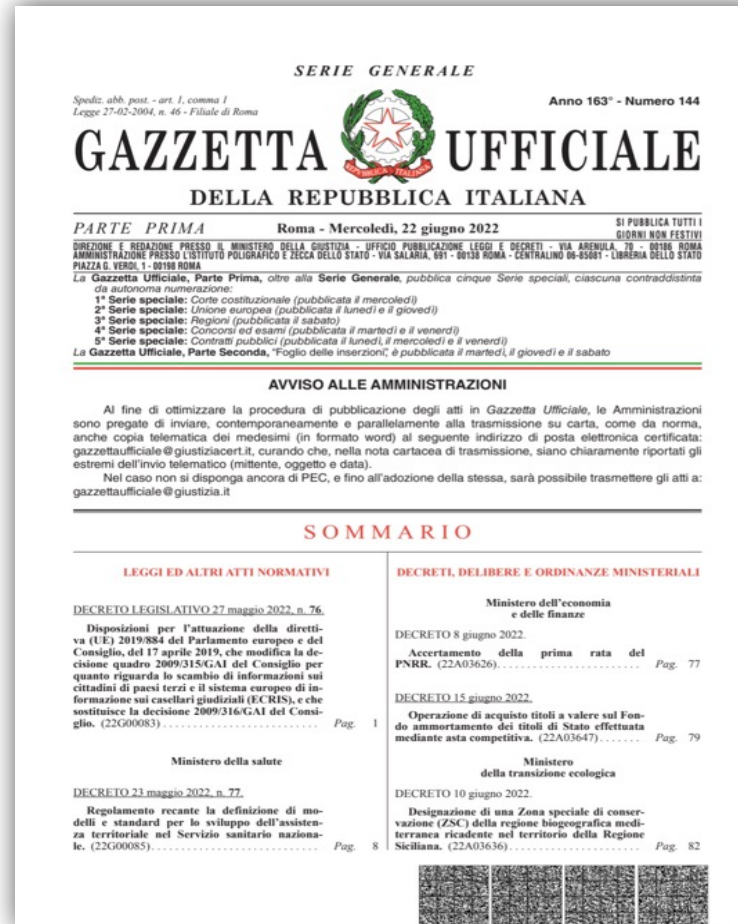 SERIE GENERALE
Spediz. abb. post. - art. 1, comma 1
Legge 27-02-2004, n. 46 - Filiale di Roma
Anno 163° - Numero 144
GAZZETTA UFFICIALE
REPVBBLICA ITALIANA
DELLA REPUBBLICA ITALIANA
PARTE PRIMA
Roma - Mercoledì, 22 giugno 2022
SI PUBBLICA TUTTI I
GIORNI NON FESTIVI
DIREZIONE E REDAZIONE PRESSO IL MINISTERO DELLA GIUSTIZIA - UFFICIO PUBBLICAZIONE LEGGI E DECRETI - VIA ARENULA, 70 - 00186 ROMA
AMMINISTRAZIONE PRESSO L'ISTITUTO POLIGRAFICO E ZECCA DELLO STATO - VIA SALARIA, 691 - 00138 ROMA - CENTRALINO 06-85081 - LIBRERIA DELLO STATO
PIAZZA G. VERDI, 1 - 00198 ROMA
La Gazzetta Ufficiale, Parte Prima, oltre alla Serie Generale, pubblica cinque Serie speciali, ciascuna contraddistinta
da autonoma numerazione:
1ª Serie speciale: Corte costituzionale (pubblicata il mercoledì)
2ª Serie speciale: Unione europea (pubblicata il lunedì e il giovedì)
3ª Serie speciale: Regioni (pubblicata il sabato)
4ª Serie speciale: Concorsi ed esami (pubblicata il martedì e il venerdì)
5ª Serie speciale: Contratti pubblici (pubblicata il lunedì, il mercoledì e il venerdì)
La Gazzetta Ufficiale, Parte Seconda, "Foglio delle inserzioni", è pubblicata il martedì, il giovedì e il sabato
AVVISO ALLE AMMINISTRAZIONI
Al fine di ottimizzare la procedura di pubblicazione degli atti in Gazzetta Ufficiale, le Amministrazioni
sono pregate di inviare, contemporaneamente e parallelamente alla trasmissione su carta, come da norma,
anche copia telematica dei medesimi (in formato word) al seguente indirizzo di posta elettronica certificata:
gazzettaufficiale@giustiziacert.it, curando che, nella nota cartacea di trasmissione, siano chiaramente riportati gli
estremi dell'invio telematico (mittente, oggetto e data).
Nel caso non si disponga ancora di PEC, e fino all'adozione della stessa, sarà possibile trasmettere gli atti a:
gazzettaufficiale@giustizia.it
SOMMARIO
LEGGI ED ALTRI ATTI NORMATIVI
DECRETO LEGISLATIVO 27 maggio 2022, n. 76.
Disposizioni per l'attuazione della diretti-
va (UE) 2019/884 del Parlamento europeo e del
Consiglio, del 17 aprile 2019, che modifica la de-
cisione quadro 2009/315/GAI del Consiglio per
quanto riguarda lo scambio di informazioni sui
cittadini di paesi terzi e il sistema europeo di in-
formazione sui casellari giudiziali (ECRIS), e che
sostituisce la decisione 2009/316/GAI del Consi-
glio. (22G00083) . . . . . . . . . . . . . . . . . . . . . . . . Pag. 1
Ministero della salute
DECRETO 23 maggio 2022, n. 77.
Regolamento recante la definizione di mo-
delli e standard per lo sviluppo dell'assisten-
za territoriale nel Servizio sanitario naziona-
le. (22G00085) . . . . . . . . . . . . . . . . . . . . . . . . . . Pag. 8
DECRETI, DELIBERE E ORDINANZE MINISTERIALI
Ministero dell'economia
e delle finanze
DECRETO 8 giugno 2022.
Accertamento della prima rata del
PNRR. (22A03626) . . . . . . . . . . . . . . . . . . . . . . Pag. 77
DECRETO 15 giugno 2022.
Operazione di acquisto titoli a valere sul Fon-
do ammortamento dei titoli di Stato effettuata
mediante asta competitiva. (22A03647) . . . . . . . Pag. 79
Ministero
della transizione ecologica
DECRETO 10 giugno 2022.
Designazione di una Zona speciale di conser-
vazione (ZSC) della regione biogeografica medi-
terranea ricadente nel territorio della Regione
Siciliana. (22A03636) . . . . . . . . . . . . . . . . . . . . Pag. 82